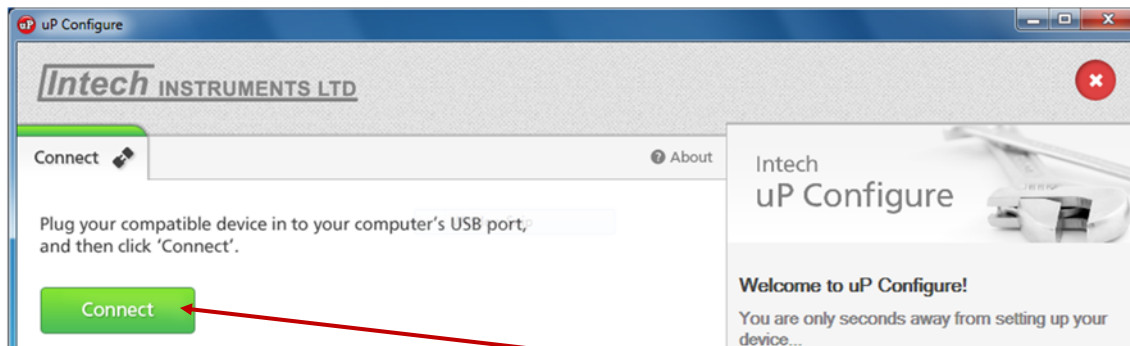 uP uP Configure
Intech INSTRUMENTS LTD
Connect
About
Plug your compatible device in to your computer's USB port,
and then click 'Connect'.
Connect
Intech
uP Configure
Welcome to uP Configure!
You are only seconds away from setting up your
device...